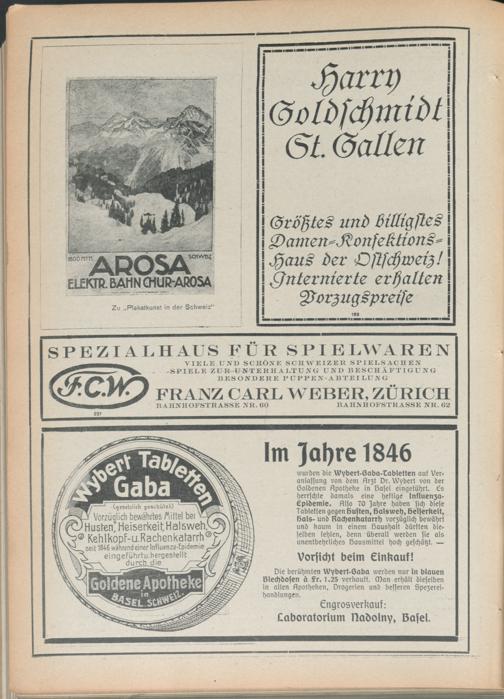 1800 MTR. SCHWEIZ
AROSA
ELEKTR. BAHN CHUR-AROSA
Zu „Plakatkunst in der Schweiz“
Harry
Goldschmidt
St. Gallen
Größtes und billigstes
Damen-Konfektions-
Haus der Ostschweiz!
Internierte erhalten
Vorzugspreise
SPEZIALHAUS FÜR SPIELWAREN
VIELE UND SCHÖNE SCHWEIZER SPIELSACHEN
SPIELE ZUR UNTERHALTUNG UND BESCHÄFTIGUNG
BESONDERE PUPPEN-ABTEILUNG
F.C.W.
FRANZ CARL WEBER, ZÜRICH
BAHNHOFSTRASSE NR. 60 BAHNHOFSTRASSE NR. 62
Wybert Tabletten
Gaba
(gesetzlich geschützt)
Vorzüglich bewährtes Mittel bei
Husten, Heiserkeit, Halsweh,
Kehlkopf- u. Rachenkatarrh
seit 1846 während einer Influenza-Epidemie
eingeführt u. hergestellt
durch die
Goldene Apotheke
in
BASEL, SCHWEIZ.
Im Jahre 1846
wurden die Wybert-Gaba-Tabletten auf Ver-
anlassung von dem Arzt Dr. Wybert von der
Goldenen Apotheke in Basel eingeführt. Es
herrschte damals eine heftige Influenza-
Epidemie. Also 70 Jahre haben sich diese
Tabletten gegen Husten, Halsweh, Heiserkeit,
Hals- und Rachenkatarrh vorzüglich bewährt
und kaum in einem Haushalt dürften die-
selben fehlen, denn überall werden sie als
unentbehrliches Hausmittel hoch geschätzt. —
Vorsicht beim Einkauf!
Die berühmten Wybert-Gaba werden nur in blauen
Blechdosen à Fr. 1.25 verkauft. Man erhält dieselben
in allen Apotheken, Drogerien und besseren Spezerei-
handlungen.
Engrosverkauf:
Laboratorium Nadolny, Basel.